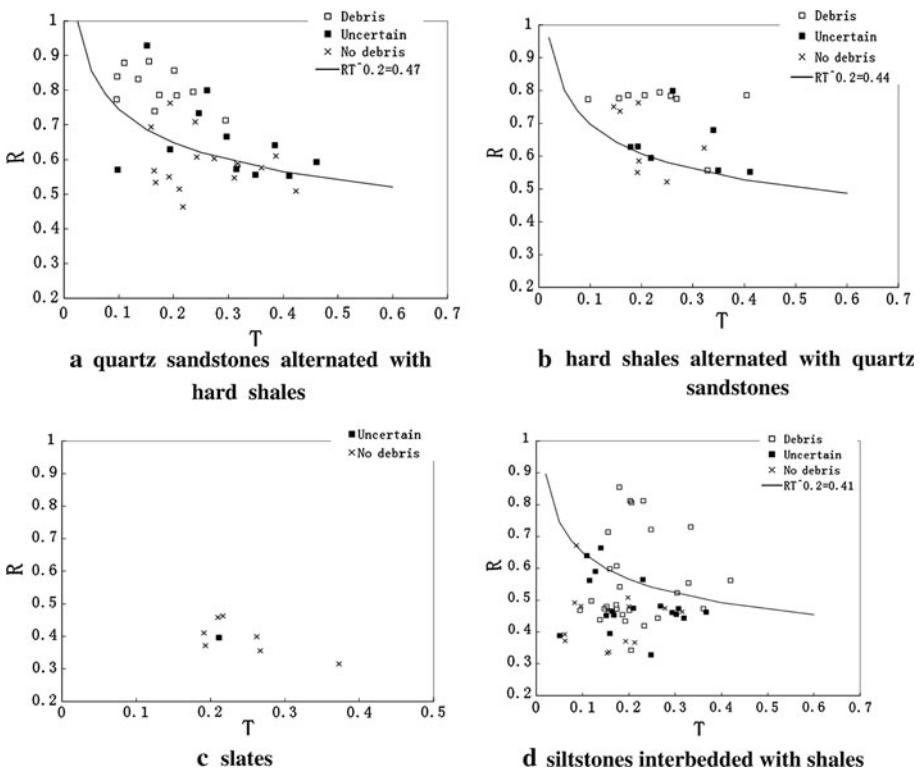 1
0.9
0.8
0.7
0.6
0.5
0.4
0.3
0.2
R
0 0.1 0.2 0.3 0.4 0.5 0.6 0.7
T
Debris
Uncertain
No debris
RT^0.2=0.47
a quartz sandstones alternated with
hard shales
1
0.9
0.8
0.7
0.6
0.5
0.4
0.3
0.2
R
0 0.1 0.2 0.3 0.4 0.5 0.6 0.7
T
Debris
Uncertain
No debris
RT^0.2=0.44
b hard shales alternated with quartz
sandstones
1
0.9
0.8
0.7
0.6
0.5
0.4
0.3
0.2
R
0 0.1 0.2 0.3 0.4 0.5
T
Uncertain
No debris
c slates
1
0.9
0.8
0.7
0.6
0.5
0.4
0.3
0.2
R
0 0.1 0.2 0.3 0.4 0.5 0.6 0.7
T
Debris
Uncertain
No debris
RT^0.2=0.41
d siltstones interbedded with shales